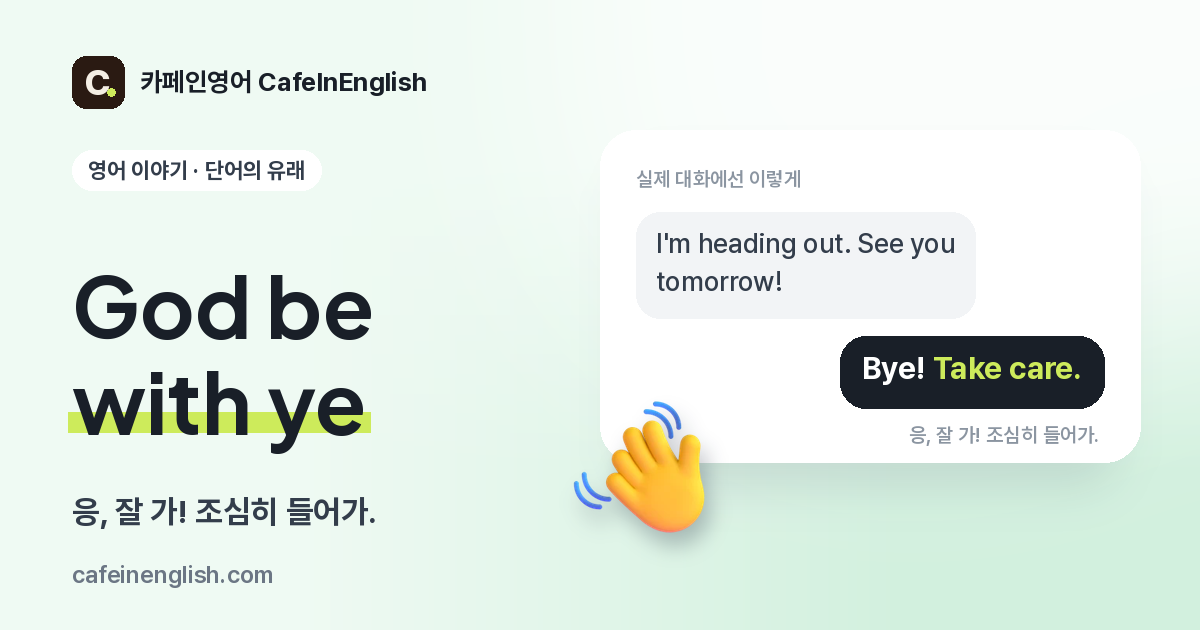 C
카페인영어 CafeInEnglish
영어 이야기 · 단어의 유래
God be
with ye
응, 잘 가! 조심히 들어가.
cafeinenglish.com
실제 대화에선 이렇게
I'm heading out. See you
tomorrow!
Bye! Take care.
응, 잘 가! 조심히 들어가.